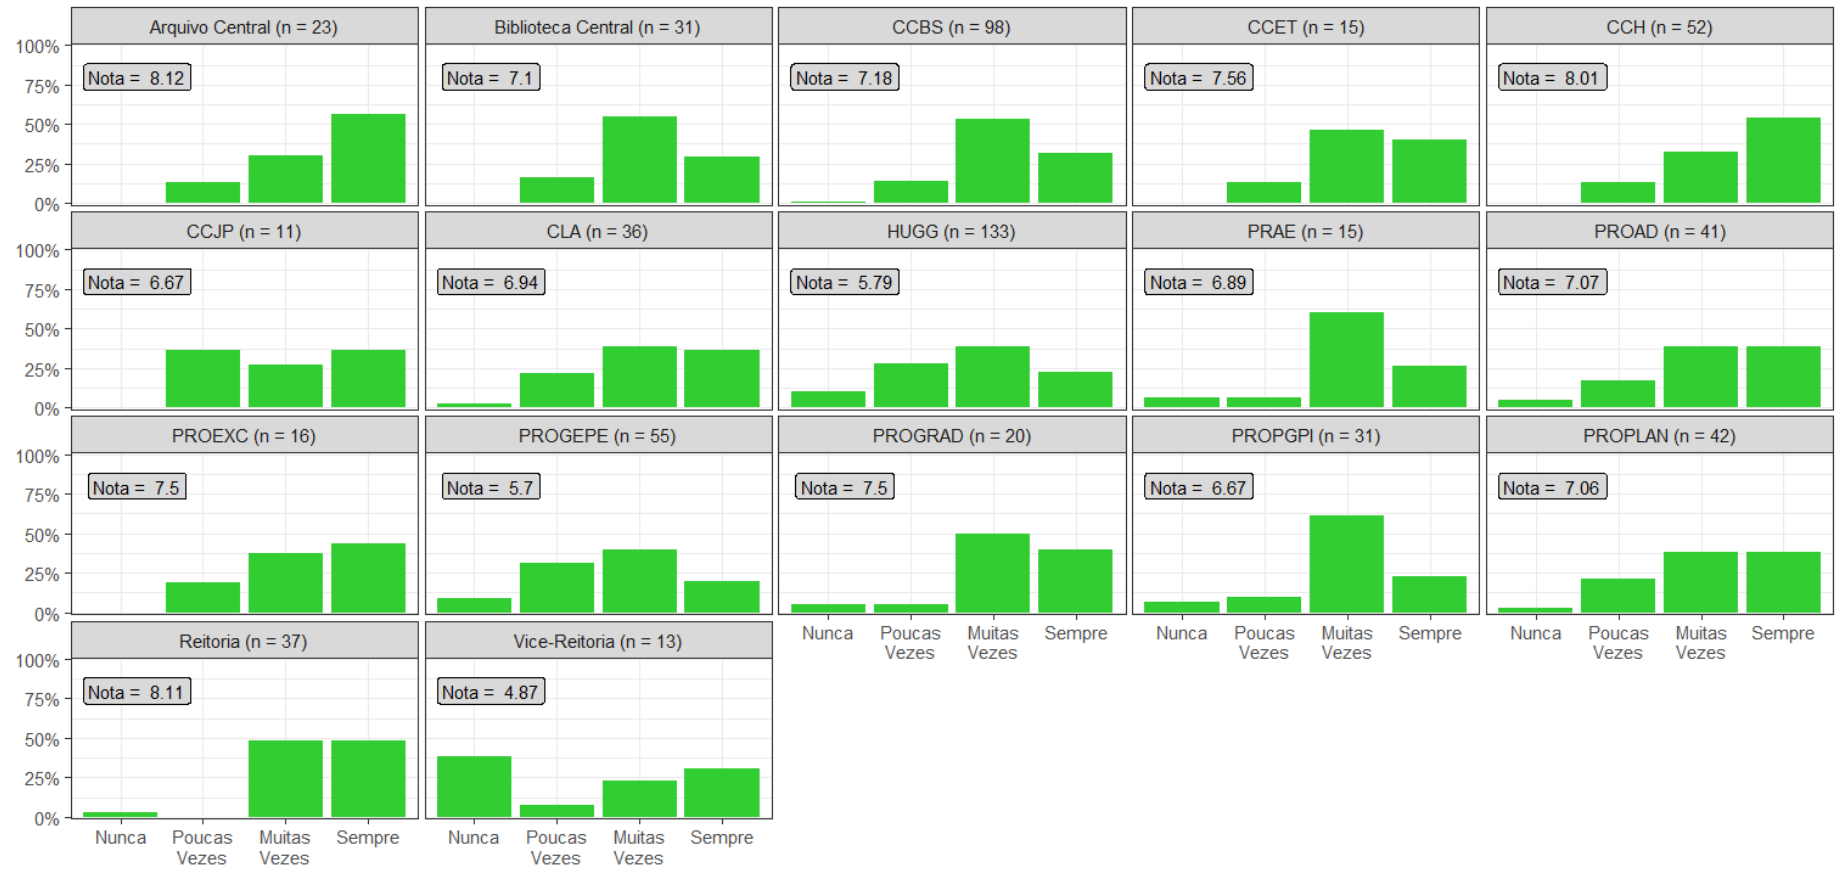 Arquivo Central (n = 23)
Biblioteca Central (n = 31)
CCBS (n = 98)
CCET (n = 15)
CCH (n = 52)
100%
75%
50%
25%
0%
Nota = 8.12
Nota = 7.1
Nota = 7.18
Nota = 7.56
Nota = 8.01
CCJP (n = 11)
CLA (n = 36)
HUGG (n = 133)
PRAE (n = 15)
PROAD (n = 41)
100%
75%
50%
25%
0%
Nota = 6.67
Nota = 6.94
Nota = 5.79
Nota = 6.89
Nota = 7.07
PROEXC (n = 16)
PROGEPE (n = 55)
PROGRAD (n = 20)
PROPGPI (n = 31)
PROPLAN (n = 42)
100%
75%
50%
25%
0%
Nota = 7.5
Nota = 5.7
Nota = 7.5
Nota = 6.67
Nota = 7.06
Nunca
Poucas
Vezes
Muitas
Vezes
Sempre
Nunca
Poucas
Vezes
Muitas
Vezes
Sempre
Nunca
Poucas
Vezes
Muitas
Vezes
Sempre
Reitoria (n = 37)
Vice-Reitoria (n = 13)
100%
75%
50%
25%
0%
Nota = 8.11
Nota = 4.87
Nunca
Poucas
Vezes
Muitas
Vezes
Sempre
Nunca
Poucas
Vezes
Muitas
Vezes
Sempre